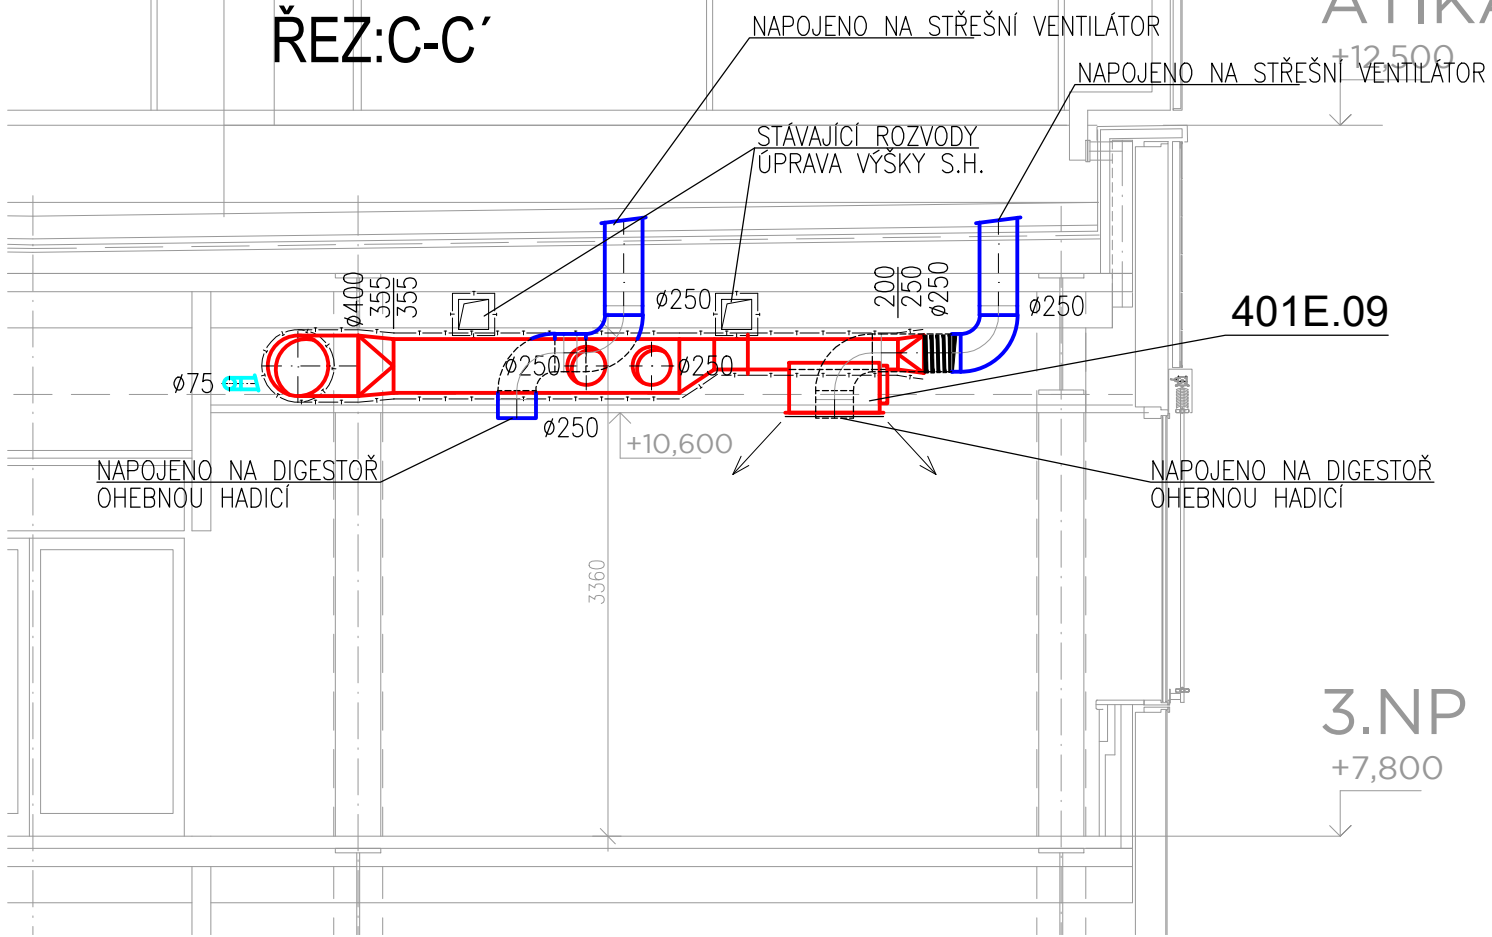 ŘEZ:C-C´
NAPOJENO NA STŘEŠNÍ VENTILÁTOR
+12,500
NAPOJENO NA STŘEŠNÍ VENTILÁTOR
STÁVAJÍCÍ ROZVODY
ÚPRAVA VÝŠKY S.H.
ø400
355
355
ø250
200
250
ø250
ø250
401E.09
ø75
ø250
ø250
ø250
+10,600
NAPOJENO NA DIGESTOŘ
OHEBNOU HADICÍ
NAPOJENO NA DIGESTOŘ
OHEBNOU HADICÍ
3360
3.NP
+7,800